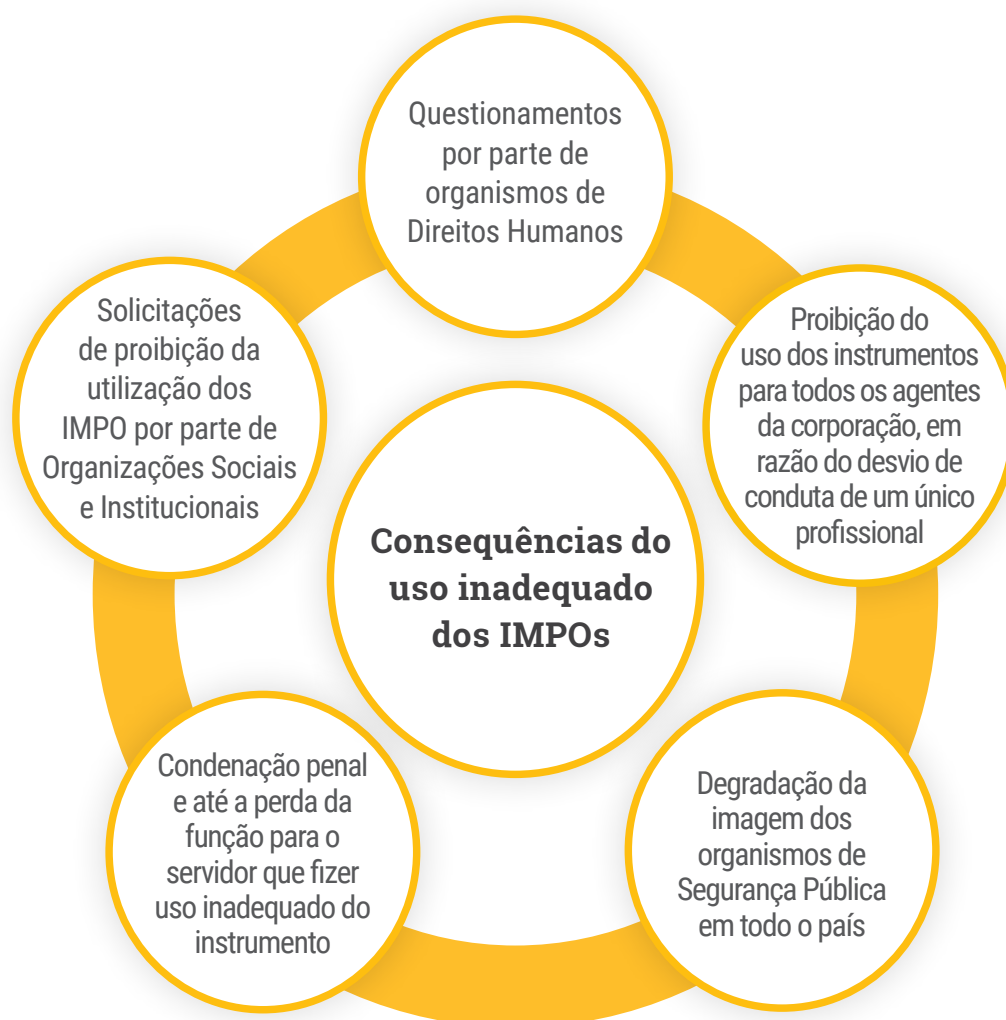 Questionamentos
por parte de
organismos de
Direitos Humanos
Solicitações
de proibição da
utilização dos
IMPO por parte de
Organizações Sociais
e Institucionais
Proibição do
uso dos instrumentos
para todos os agentes
da corporação, em
razão do desvio de
conduta de um único
profissional
Consequências do
uso inadequado
dos IMPOs
Condenação penal
e até a perda da
função para o
servidor que fizer
uso inadequado do
instrumento
Degradação da
imagem dos
organismos de
Segurança Pública
em todo o país